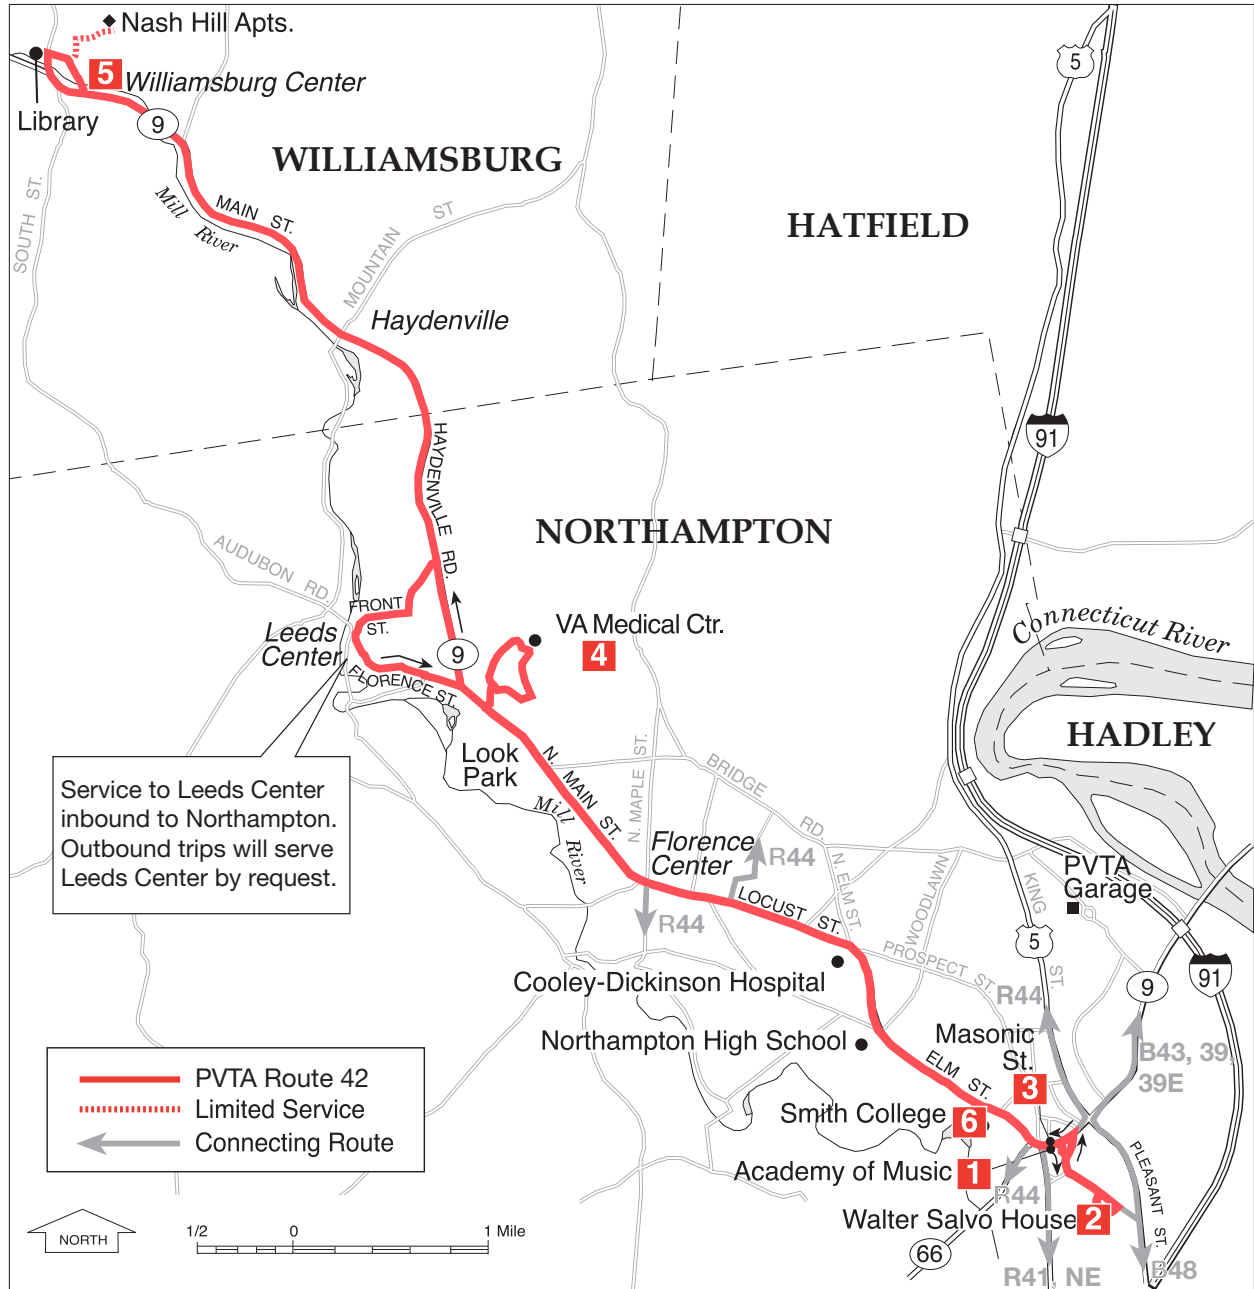 Nash Hill Apts.
5
Williamsburg Center
Library
9
WILLIAMSBURG
5
SOUTH ST.
Mill River
MAIN ST.
MOUNTAIN ST
HATFIELD
Haydenville
91
HAYDENVILLE RD.
NORTHAMPTON
AUDUBON RD.
FRONT ST.
Leeds
Center
9
VA Medical Ctr.
4
Connecticut River
FLORENCE ST.
HADLEY
Look
Park
N. MAIN ST.
N. MAPLE ST.
BRIDGE RD.
Service to Leeds Center
inbound to Northampton.
Outbound trips will serve
Leeds Center by request.
Mill River
Florence
Center
R44
N. ELM ST.
WOODLAWN
KING ST.
PVTA
Garage
R44
LOCUST ST.
PROSPECT ST.
5
91
9
Cooley-Dickinson Hospital
R44
Northampton High School
Masonic
St.
3
B43, 39,
39E
ELM ST.
PVTA Route 42
Limited Service
Connecting Route
Smith College
6
Academy of Music
1
R44
PLEASANT ST.
Walter Salvo House
2
NORTH
1/2 0 1 Mile
66
R41, NE
B48